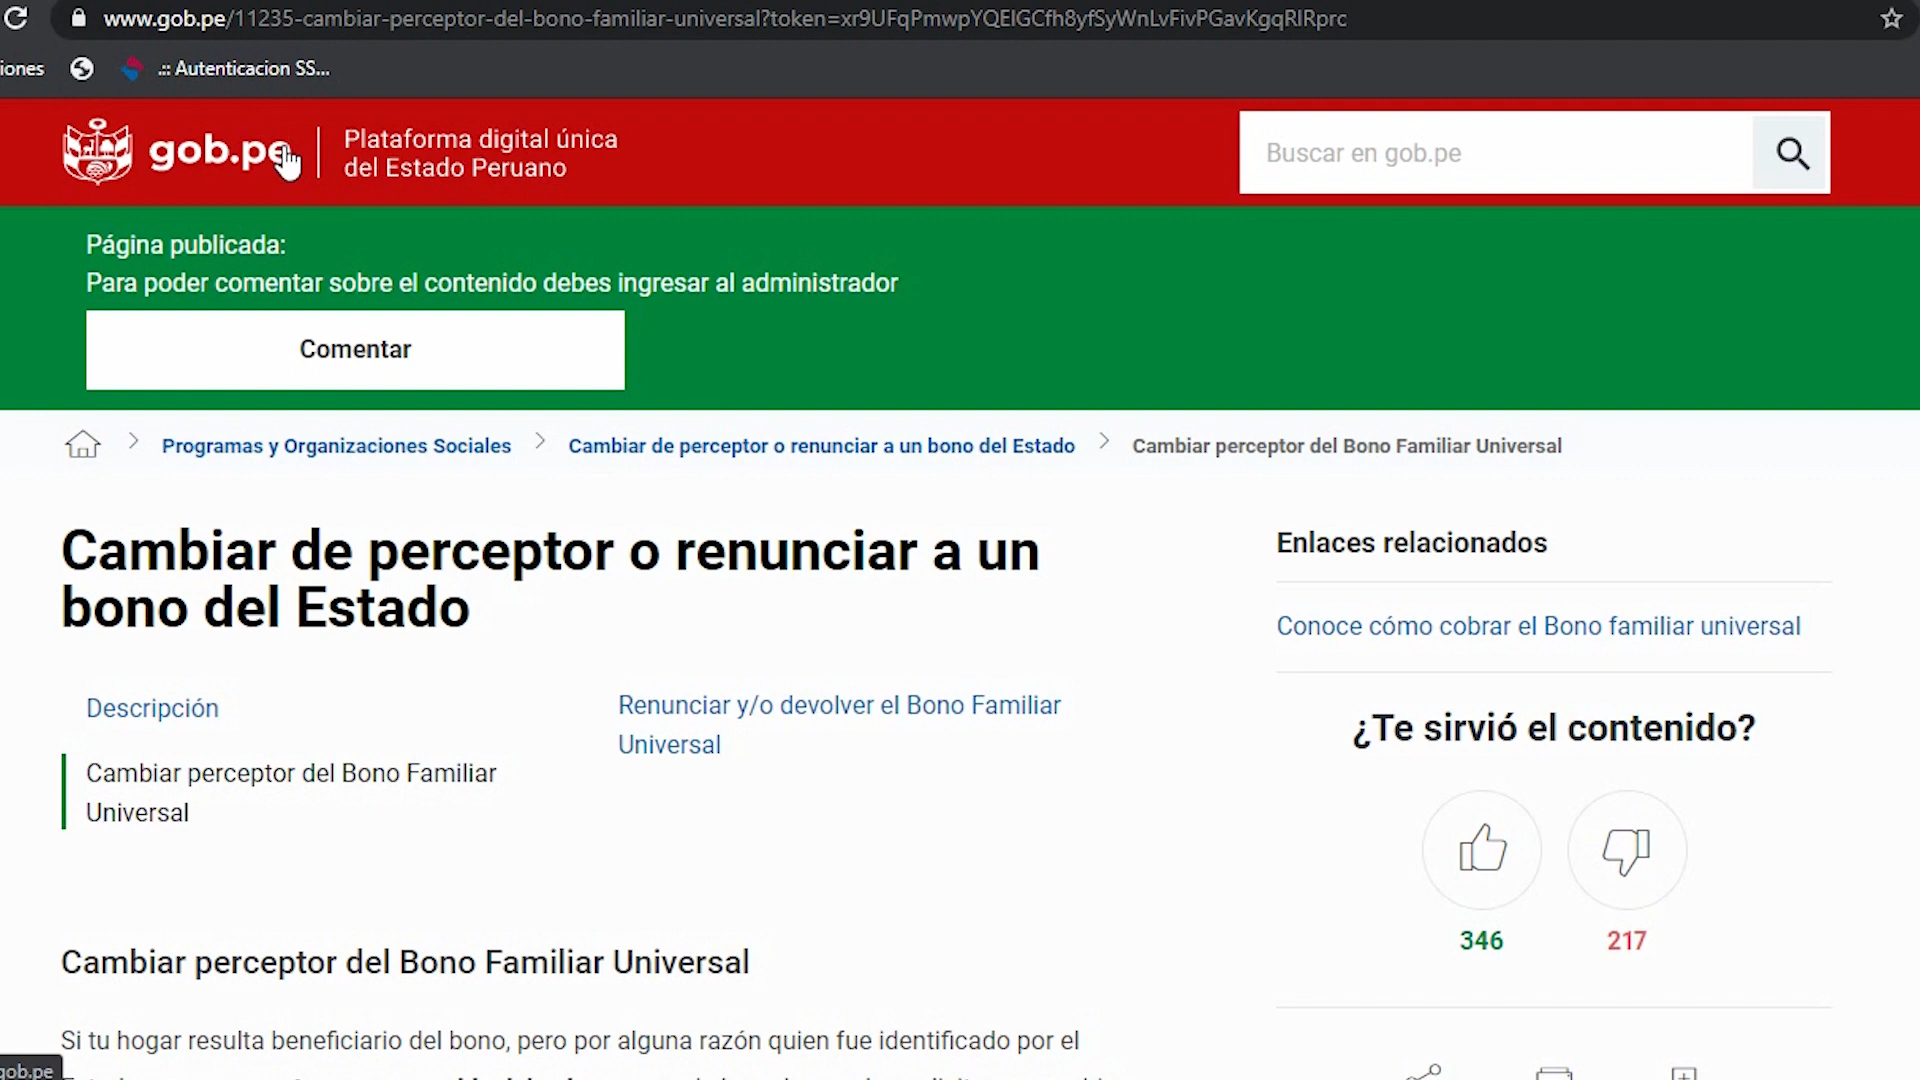 www.gob.pe/11235-cambiar-perceptor-del-bono-familiar-universal?token=xr9UFqPmwpYQEIGCfh8yfSyWnLvFivPGavKgqRIRprc
iones
.:: Autenticacion SS...
gob.pe
Plataforma digital única
del Estado Peruano
Buscar en gob.pe
Página publicada:
Para poder comentar sobre el contenido debes ingresar al administrador
Comentar
Programas y Organizaciones Sociales
Cambiar de perceptor o renunciar a un bono del Estado
Cambiar perceptor del Bono Familiar Universal
Cambiar de perceptor o renunciar a un
bono del Estado
Descripción
Cambiar perceptor del Bono Familiar
Universal
Renunciar y/o devolver el Bono Familiar
Universal
Enlaces relacionados
Conoce cómo cobrar el Bono familiar universal
¿Te sirvió el contenido?
346
217
Cambiar perceptor del Bono Familiar Universal
Si tu hogar resulta beneficiario del bono, pero por alguna razón quien fue identificado por el
gob.pe